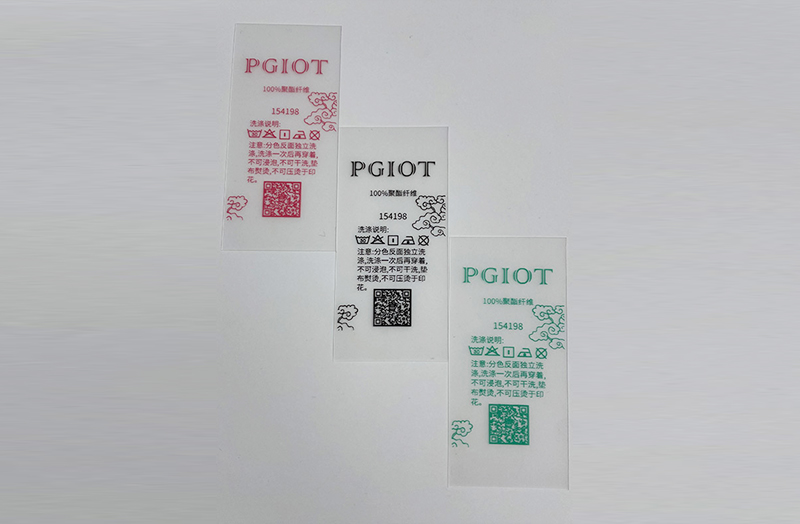 PGIOT
100%聚酯纤维
154198
洗涤说明:
注意:分色反面独立洗
涤,洗涤一次后再穿着,
不可浸泡,不可干洗,垫
布熨烫,不可压烫于印
花。
PGIOT
100%聚酯纤维
154198
洗涤说明:
注意:分色反面独立洗
涤,洗涤一次后再穿着,
不可浸泡,不可干洗,垫
布熨烫,不可压烫于印
花。
PGIOT
100%聚酯纤维
154198
洗涤说明:
注意:分色反面独立洗
涤,洗涤一次后再穿着,
不可浸泡,不可干洗,垫
布熨烫,不可压烫于印
花。